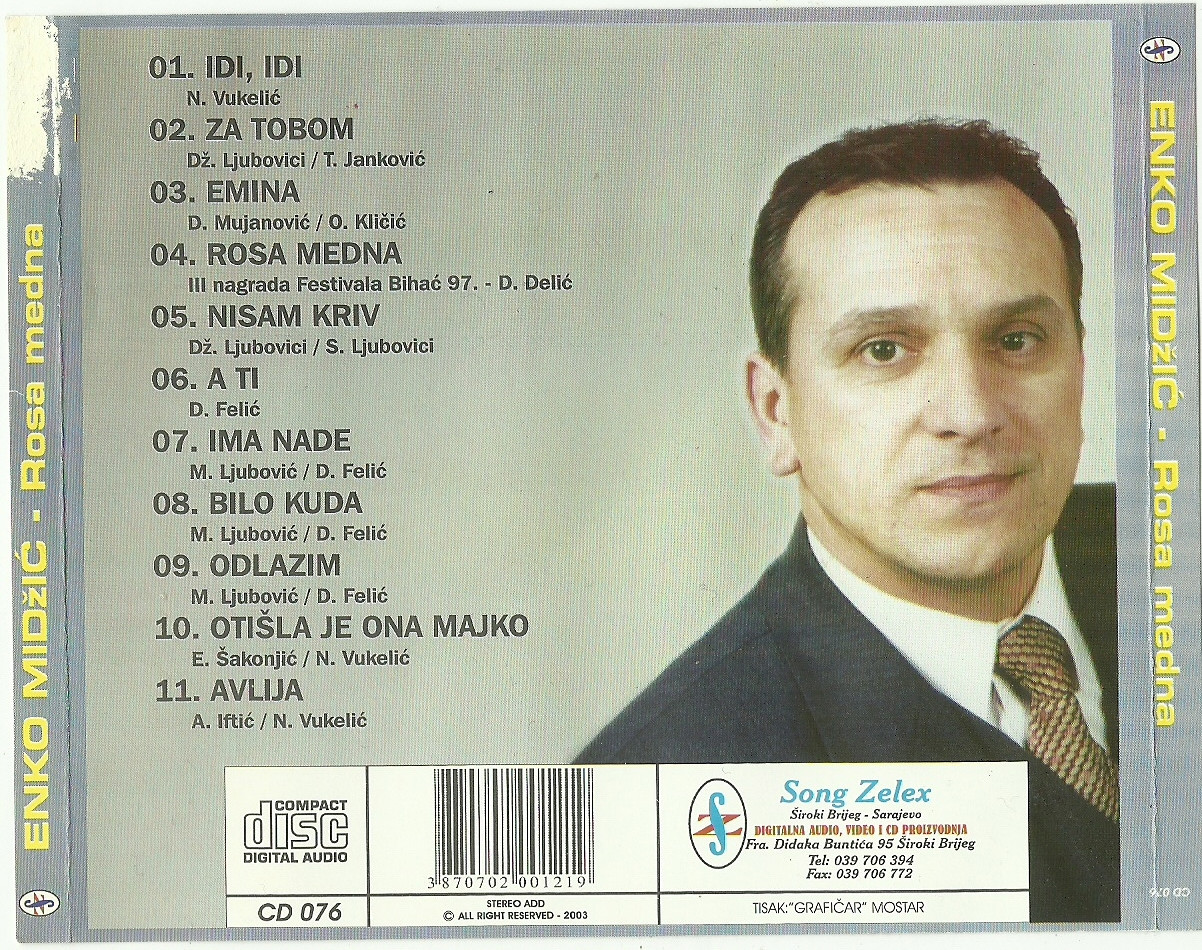 01. IDI, IDI
N. Vukelić
02. ZA TOBOM
Dž. Ljubovici / T. Janković
03. EMINA
D. Mujanović / O. Kličić
04. ROSA MEDNA
III nagrada Festivala Bihać 97. - D. Delić
05. NISAM KRIV
Dž. Ljubovici / S. Ljubovici
06. A TI
D. Felić
07. IMA NADE
M. Ljubović / D. Felić
08. BILO KUDA
M. Ljubović / D. Felić
09. ODLAZIM
M. Ljubović / D. Felić
10. OTIŠLA JE ONA MAJKO
E. Šakonjić / N. Vukelić
11. AVLIJA
A. Iftić / N. Vukelić
ENKO MIDŽIĆ - Rosa medna
ENKO MIDŽIĆ - Rosa medna
CD 076
COMPACT
disc
DIGITAL AUDIO
CD 076
3 870702 001219
STEREO ADD
© ALL RIGHT RESERVED - 2003
Song Zelex
Široki Brijeg - Sarajevo
DIGITALNA AUDIO, VIDEO I CD PROIZVODNJA
Fra. Didaka Buntića 95 Široki Brijeg
Tel: 039 706 394
Fax: 039 706 772
TISAK:"GRAFIČAR" MOSTAR